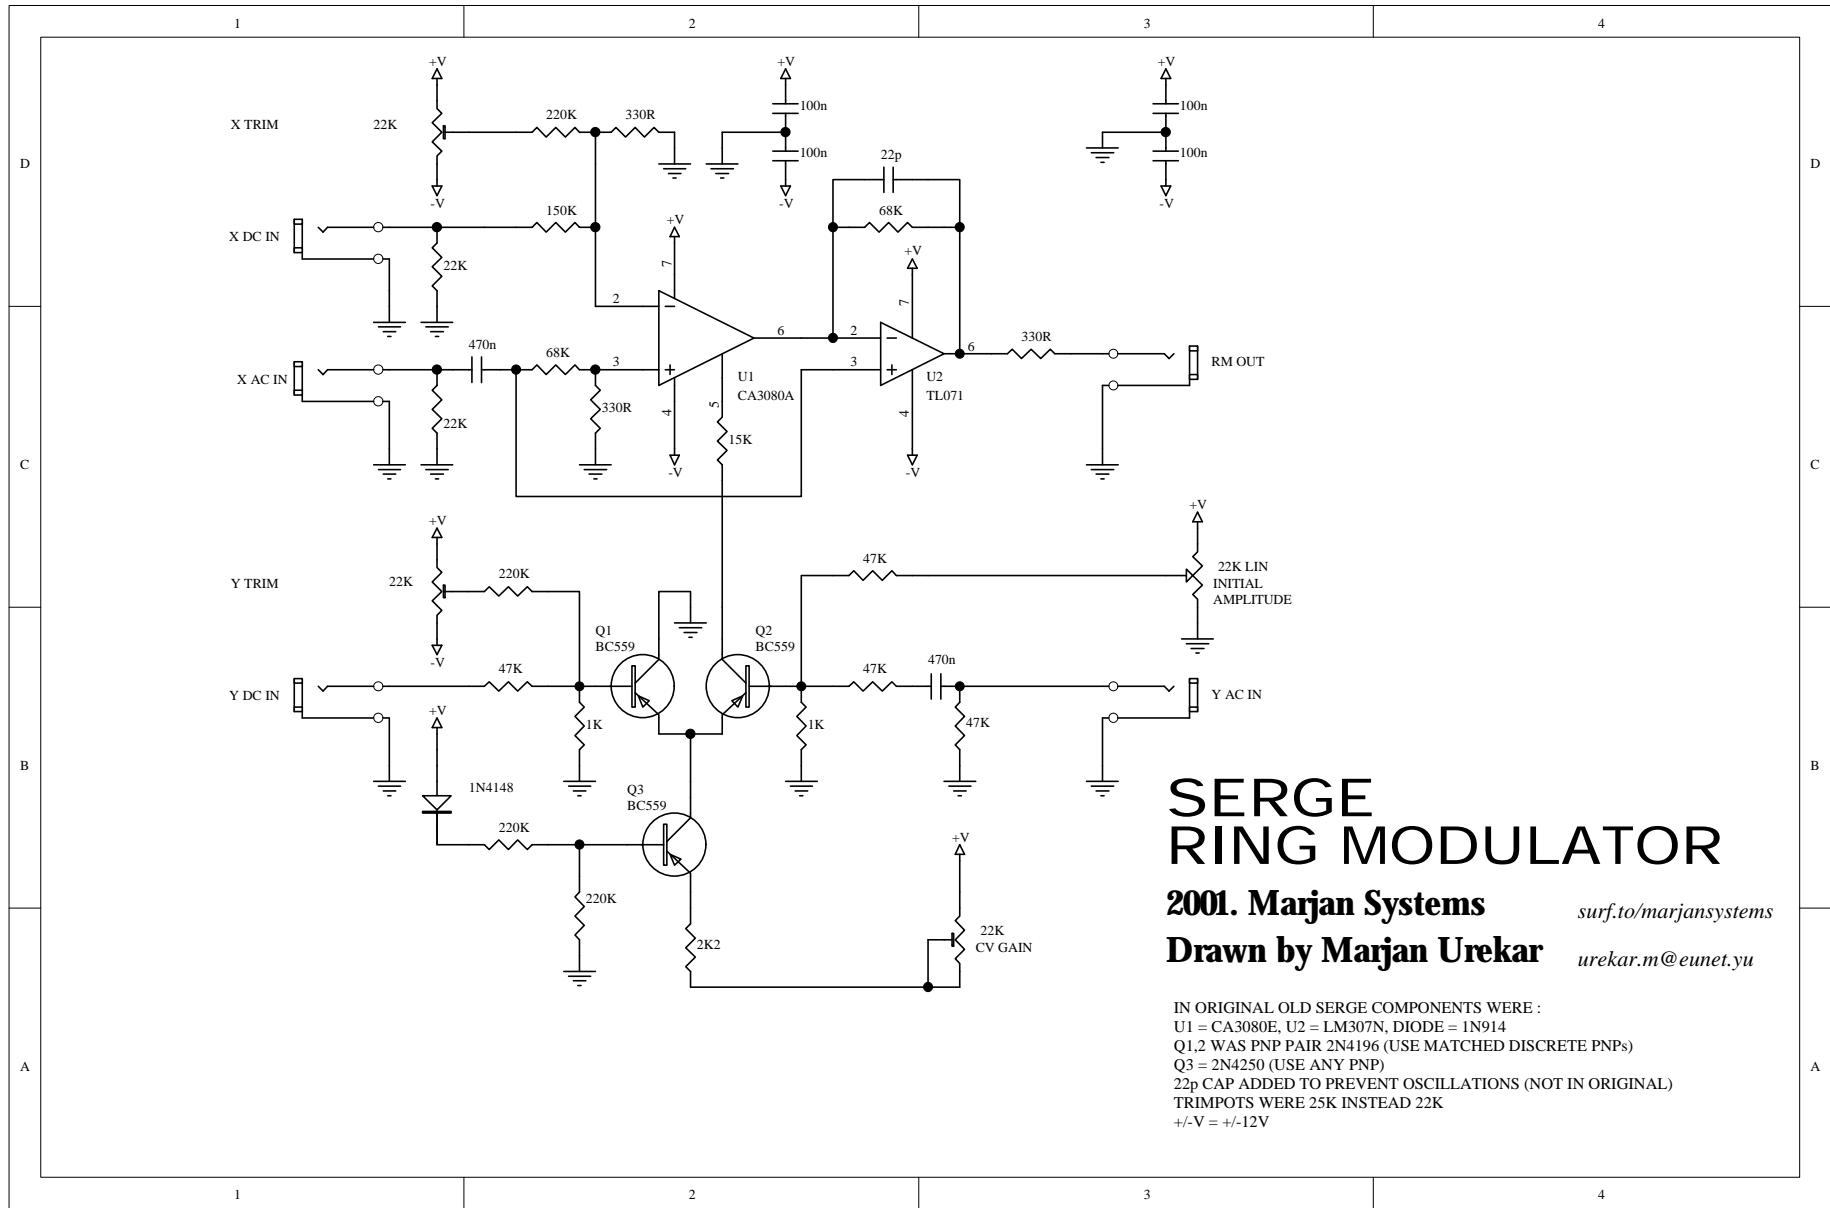 1 2 3 4
+V +V +V
X TRIM 22K 220K 330R 100n 100n
D 100n 22p 100n D
-V -V -V
150K +V 68K
X DC IN 7 +V
22K
2 7
470n 68K 6 2 6 330R
X AC IN 3 3 RM OUT
U1 U2
CA3080A TL071
22K 330R 4 5 4
15K
C -V -V C
+V +V
Y TRIM 22K 220K 47K 22K LIN
INITIAL
AMPLITUDE
Q1 Q2
BC559 BC559
-V 47K 47K 470n
Y DC IN Y AC IN
+V 1K 1K 47K
B B
1N4148 Q3
BC559
220K +V
SERGE
RING MODULATOR
220K
2001. Marjan Systems surf.to/marjansystems
2K2 22K
CV GAIN
Drawn by Marjan Urekar urekar.m@eunet.yu
IN ORIGINAL OLD SERGE COMPONENTS WERE :
U1 = CA3080E, U2 = LM307N, DIODE = 1N914
Q1,2 WAS PNP PAIR 2N4196 (USE MATCHED DISCRETE PNPs)
A A
Q3 = 2N4250 (USE ANY PNP)
22p CAP ADDED TO PREVENT OSCILLATIONS (NOT IN ORIGINAL)
TRIMPOTS WERE 25K INSTEAD 22K
+/-V = +/-12V
1 2 3 4